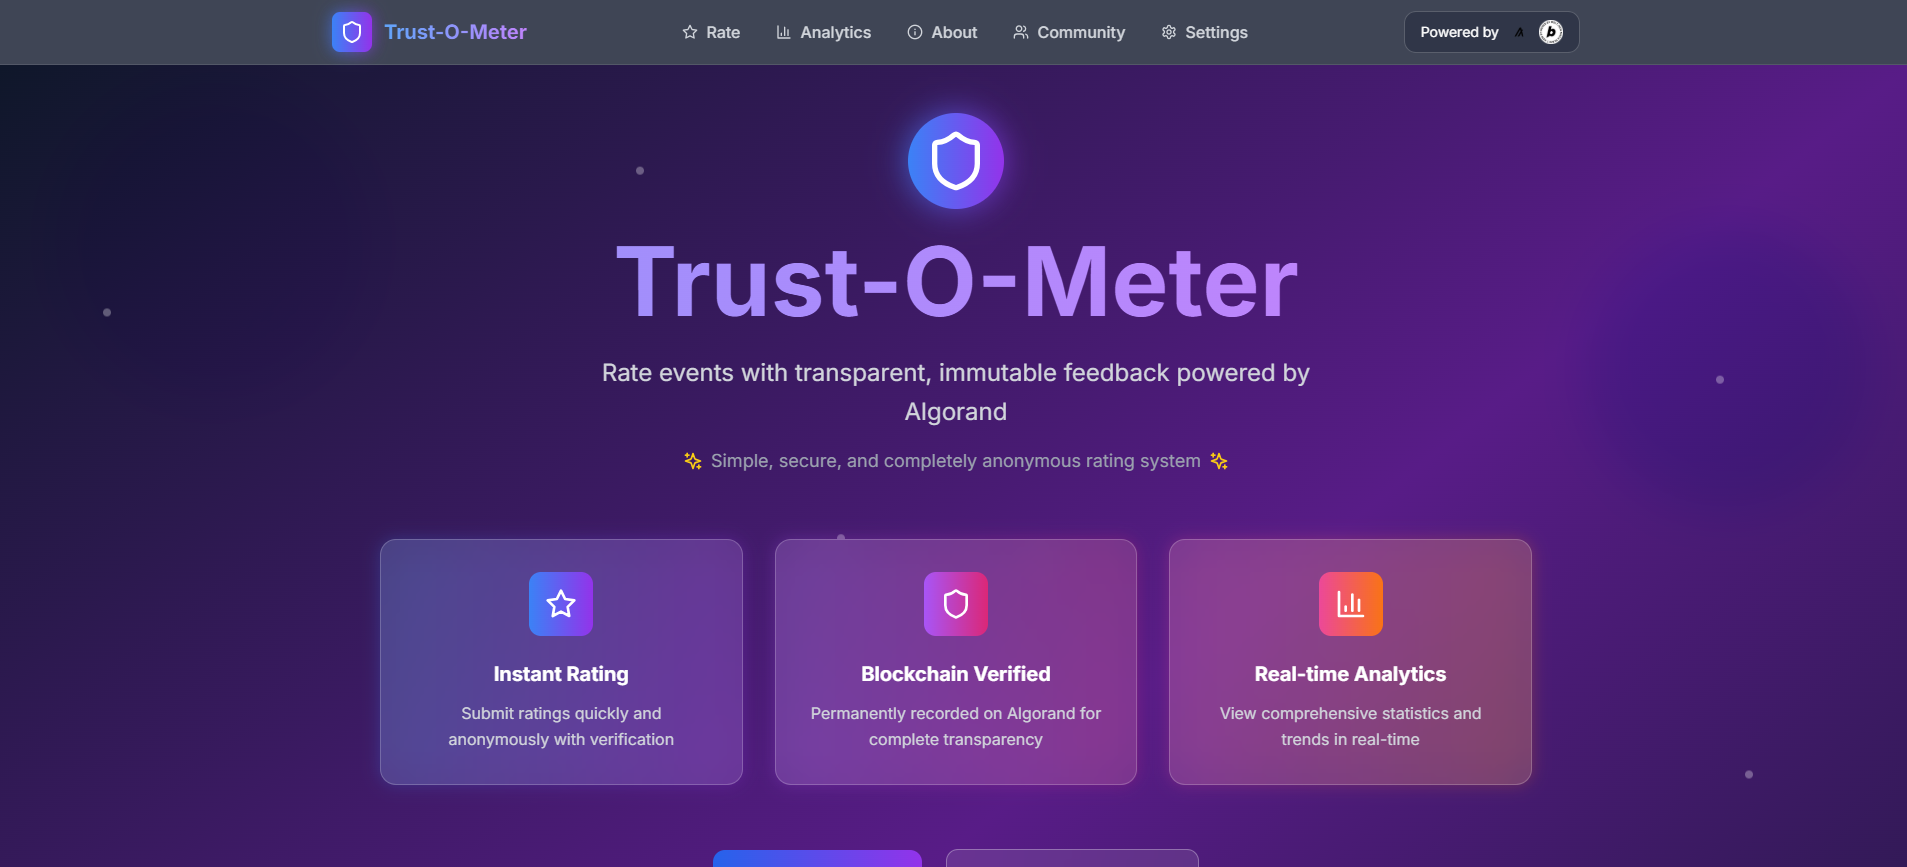 Trust-O-Meter
Rate
Analytics
About
Community
Settings
Powered by
b
Trust-O-Meter
Rate events with transparent, immutable feedback powered by
Algorand
Simple, secure, and completely anonymous rating system
Instant Rating
Submit ratings quickly and
anonymously with verification
Blockchain Verified
Permanently recorded on Algorand for
complete transparency
Real-time Analytics
View comprehensive statistics and
trends in real-time